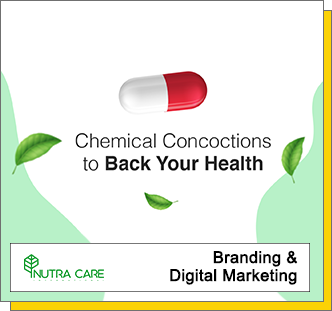 Chemical Concoctions
to Back Your Health
NUTRA CARE
Branding &
Digital Marketing